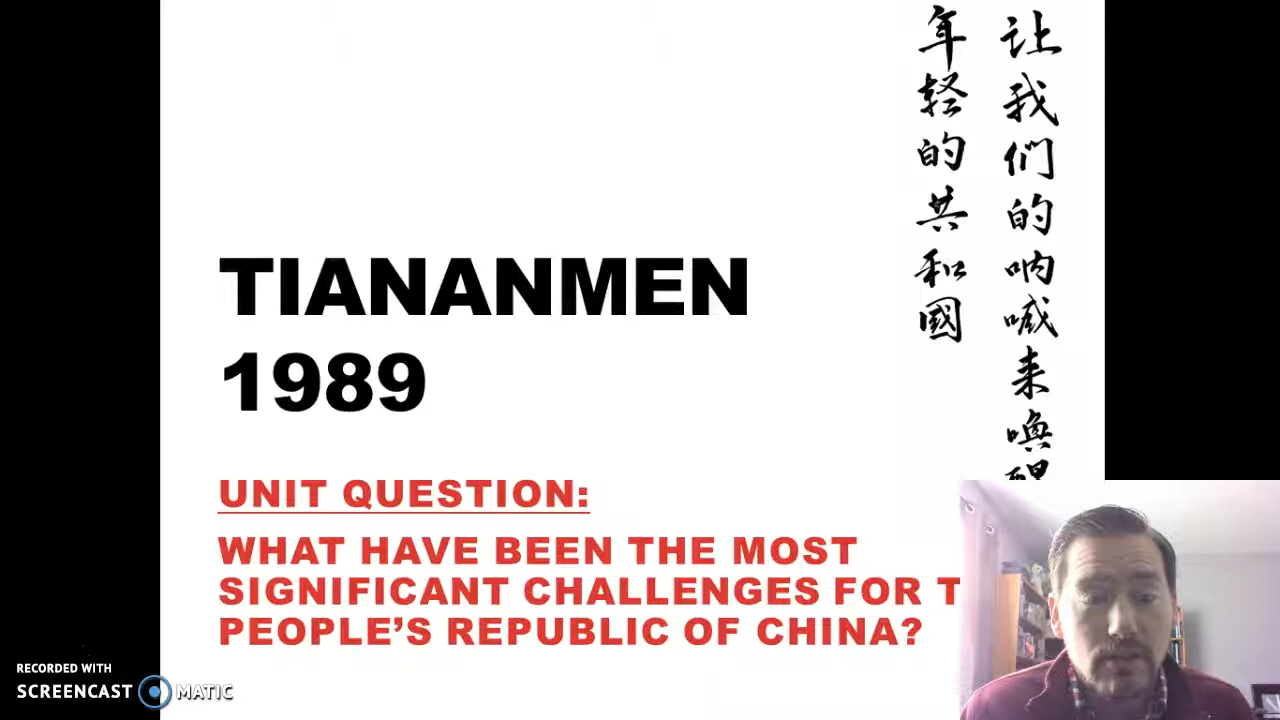 让我们的呐喊来唤
年轻的共和國
TIANANMEN
1989
UNIT QUESTION:
WHAT HAVE BEEN THE MOST
SIGNIFICANT CHALLENGES FOR T
PEOPLE’S REPUBLIC OF CHINA?
RECORDED WITH
SCREENCAST MATIC